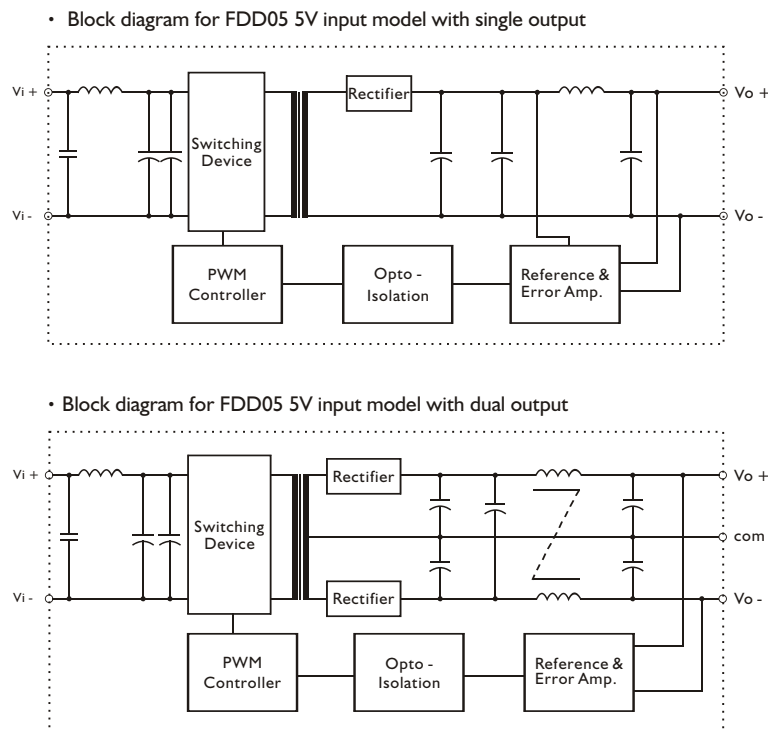 • Block diagram for FDD05 5V input model with single output
Vi +
Rectifier
Vo +
Switching
Device
Vi -
Vo -
PWM
Controller
Opto -
Isolation
Reference &
Error Amp.
• Block diagram for FDD05 5V input model with dual output
Vi +
Rectifier
Vo +
Switching
Device
com
Vi -
Rectifier
Vo -
PWM
Controller
Opto -
Isolation
Reference &
Error Amp.